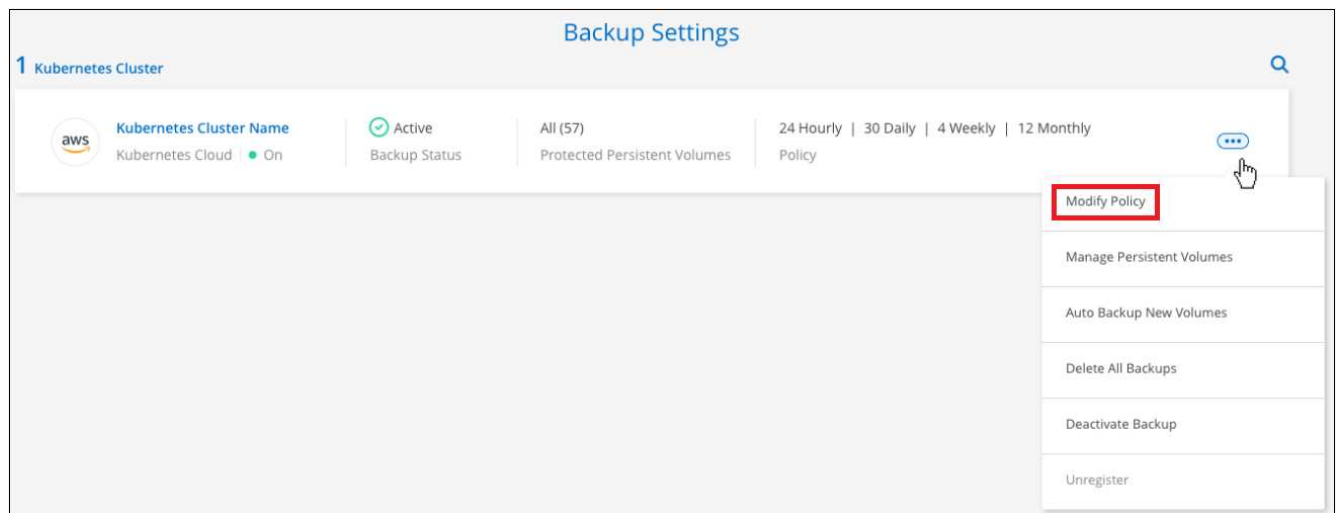 Backup Settings
1 Kubernetes Cluster
aws
Kubernetes Cluster Name
Active
All (57)
24 Hourly | 30 Daily | 4 Weekly | 12 Monthly
Kubernetes Cloud
On
Backup Status
Protected Persistent Volumes
Policy
Modify Policy
Manage Persistent Volumes
Auto Backup New Volumes
Delete All Backups
Deactivate Backup
Unregister